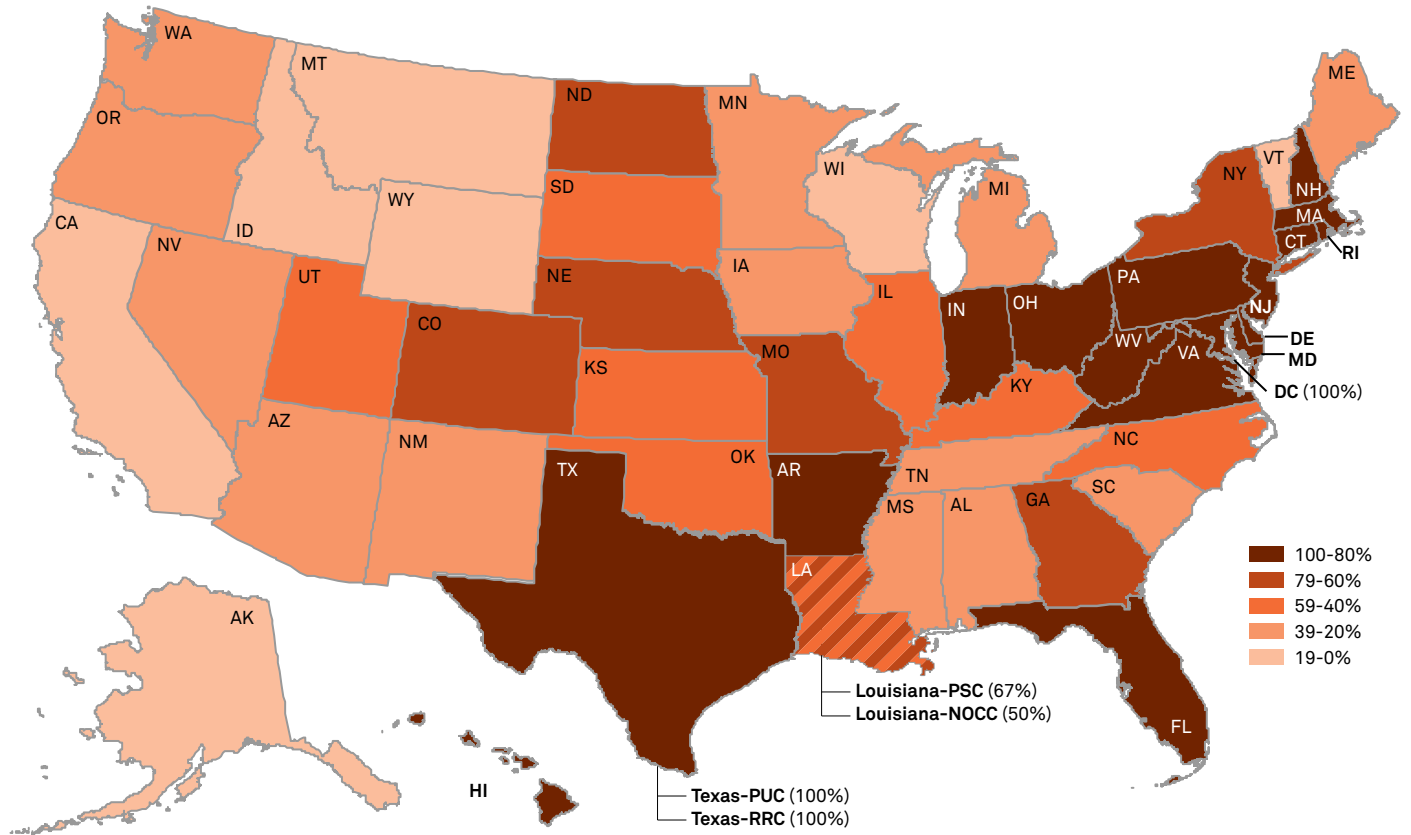 WA
MT
ND
MN
ME
OR
WI
MI
VT
NY
NH
SD
ID
WY
MA
CA
NV
CT
RI
UT
NE
IA
IL
IN
OH
PA
NJ
CO
MO
WV
VA
DE
MD
KS
KY
DC (100%)
AZ
NM
OK
TX
AR
TN
NC
MS
AL
GA
SC
LA
100-80%
79-60%
59-40%
39-20%
19-0%
AK
Louisiana-PSC (67%)
Louisiana-NOCC (50%)
FL
HI
Texas-PUC (100%)
Texas-RRC (100%)